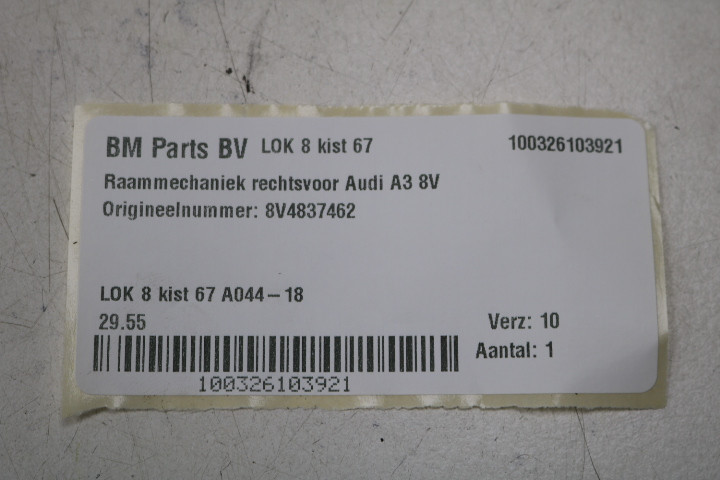 BM Parts BV LOK 8 kist 67 100326103921
Raammechaniek rechtsvoor Audi A3 8V
Origineelnummer: 8V4837462
LOK 8 kist 67 A044-18
29.55 Verz: 10
Aantal: 1
100326103921